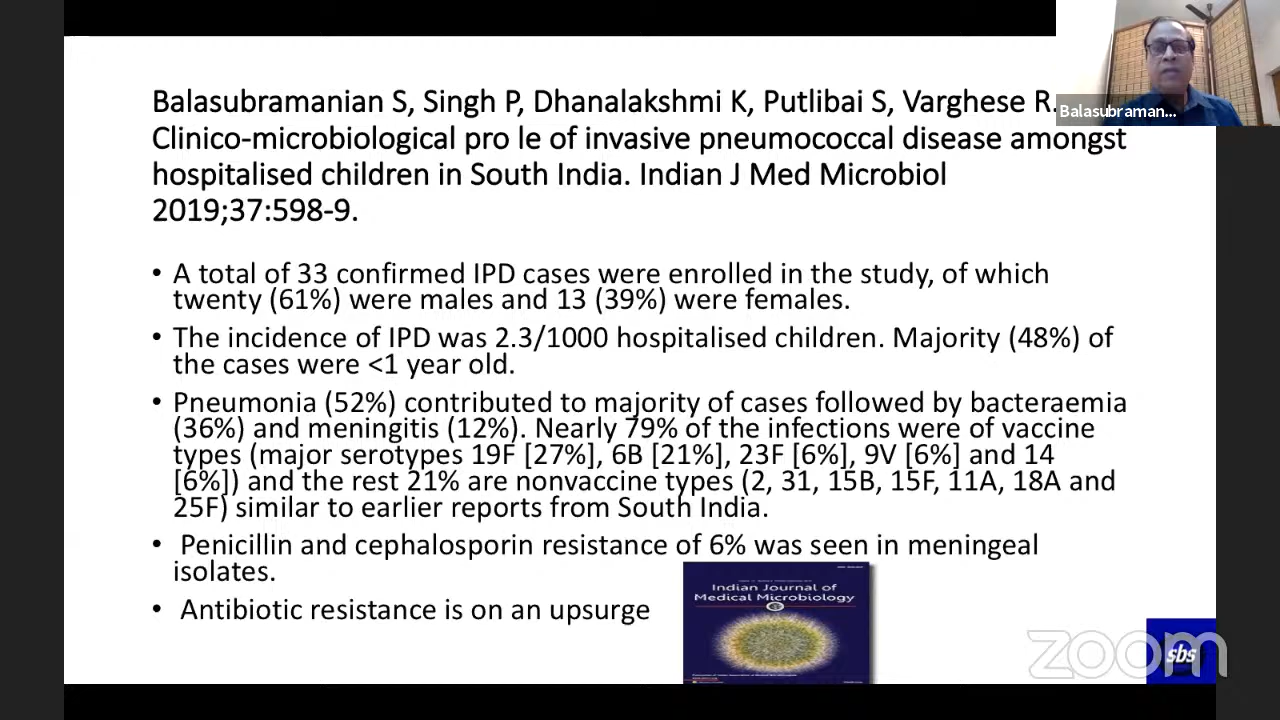 Balasubramanian S, Singh P, Dhanalakshmi K, Putlibai S, Varghese R.
Clinico-microbiological pro le of invasive pneumococcal disease amongst
hospitalised children in South India. Indian J Med Microbiol
2019;37:598-9.
Balasubraman...
• A total of 33 confirmed IPD cases were enrolled in the study, of which
twenty (61%) were males and 13 (39%) were females.
• The incidence of IPD was 2.3/1000 hospitalised children. Majority (48%) of
the cases were <1 year old.
• Pneumonia (52%) contributed to majority of cases followed by bacteraemia
(36%) and meningitis (12%). Nearly 79% of the infections were of vaccine
types (major serotypes 19F [27%], 6B [21%], 23F [6%], 9V [6%] and 14
[6%]) and the rest 21% are nonvaccine types (2, 31, 15B, 15F, 11A, 18A and
25F) similar to earlier reports from South India.
• Penicillin and cephalosporin resistance of 6% was seen in meningeal
isolates.
• Antibiotic resistance is on an upsurge
Indian Journal of
Medical Microbiology
zoom
sbs